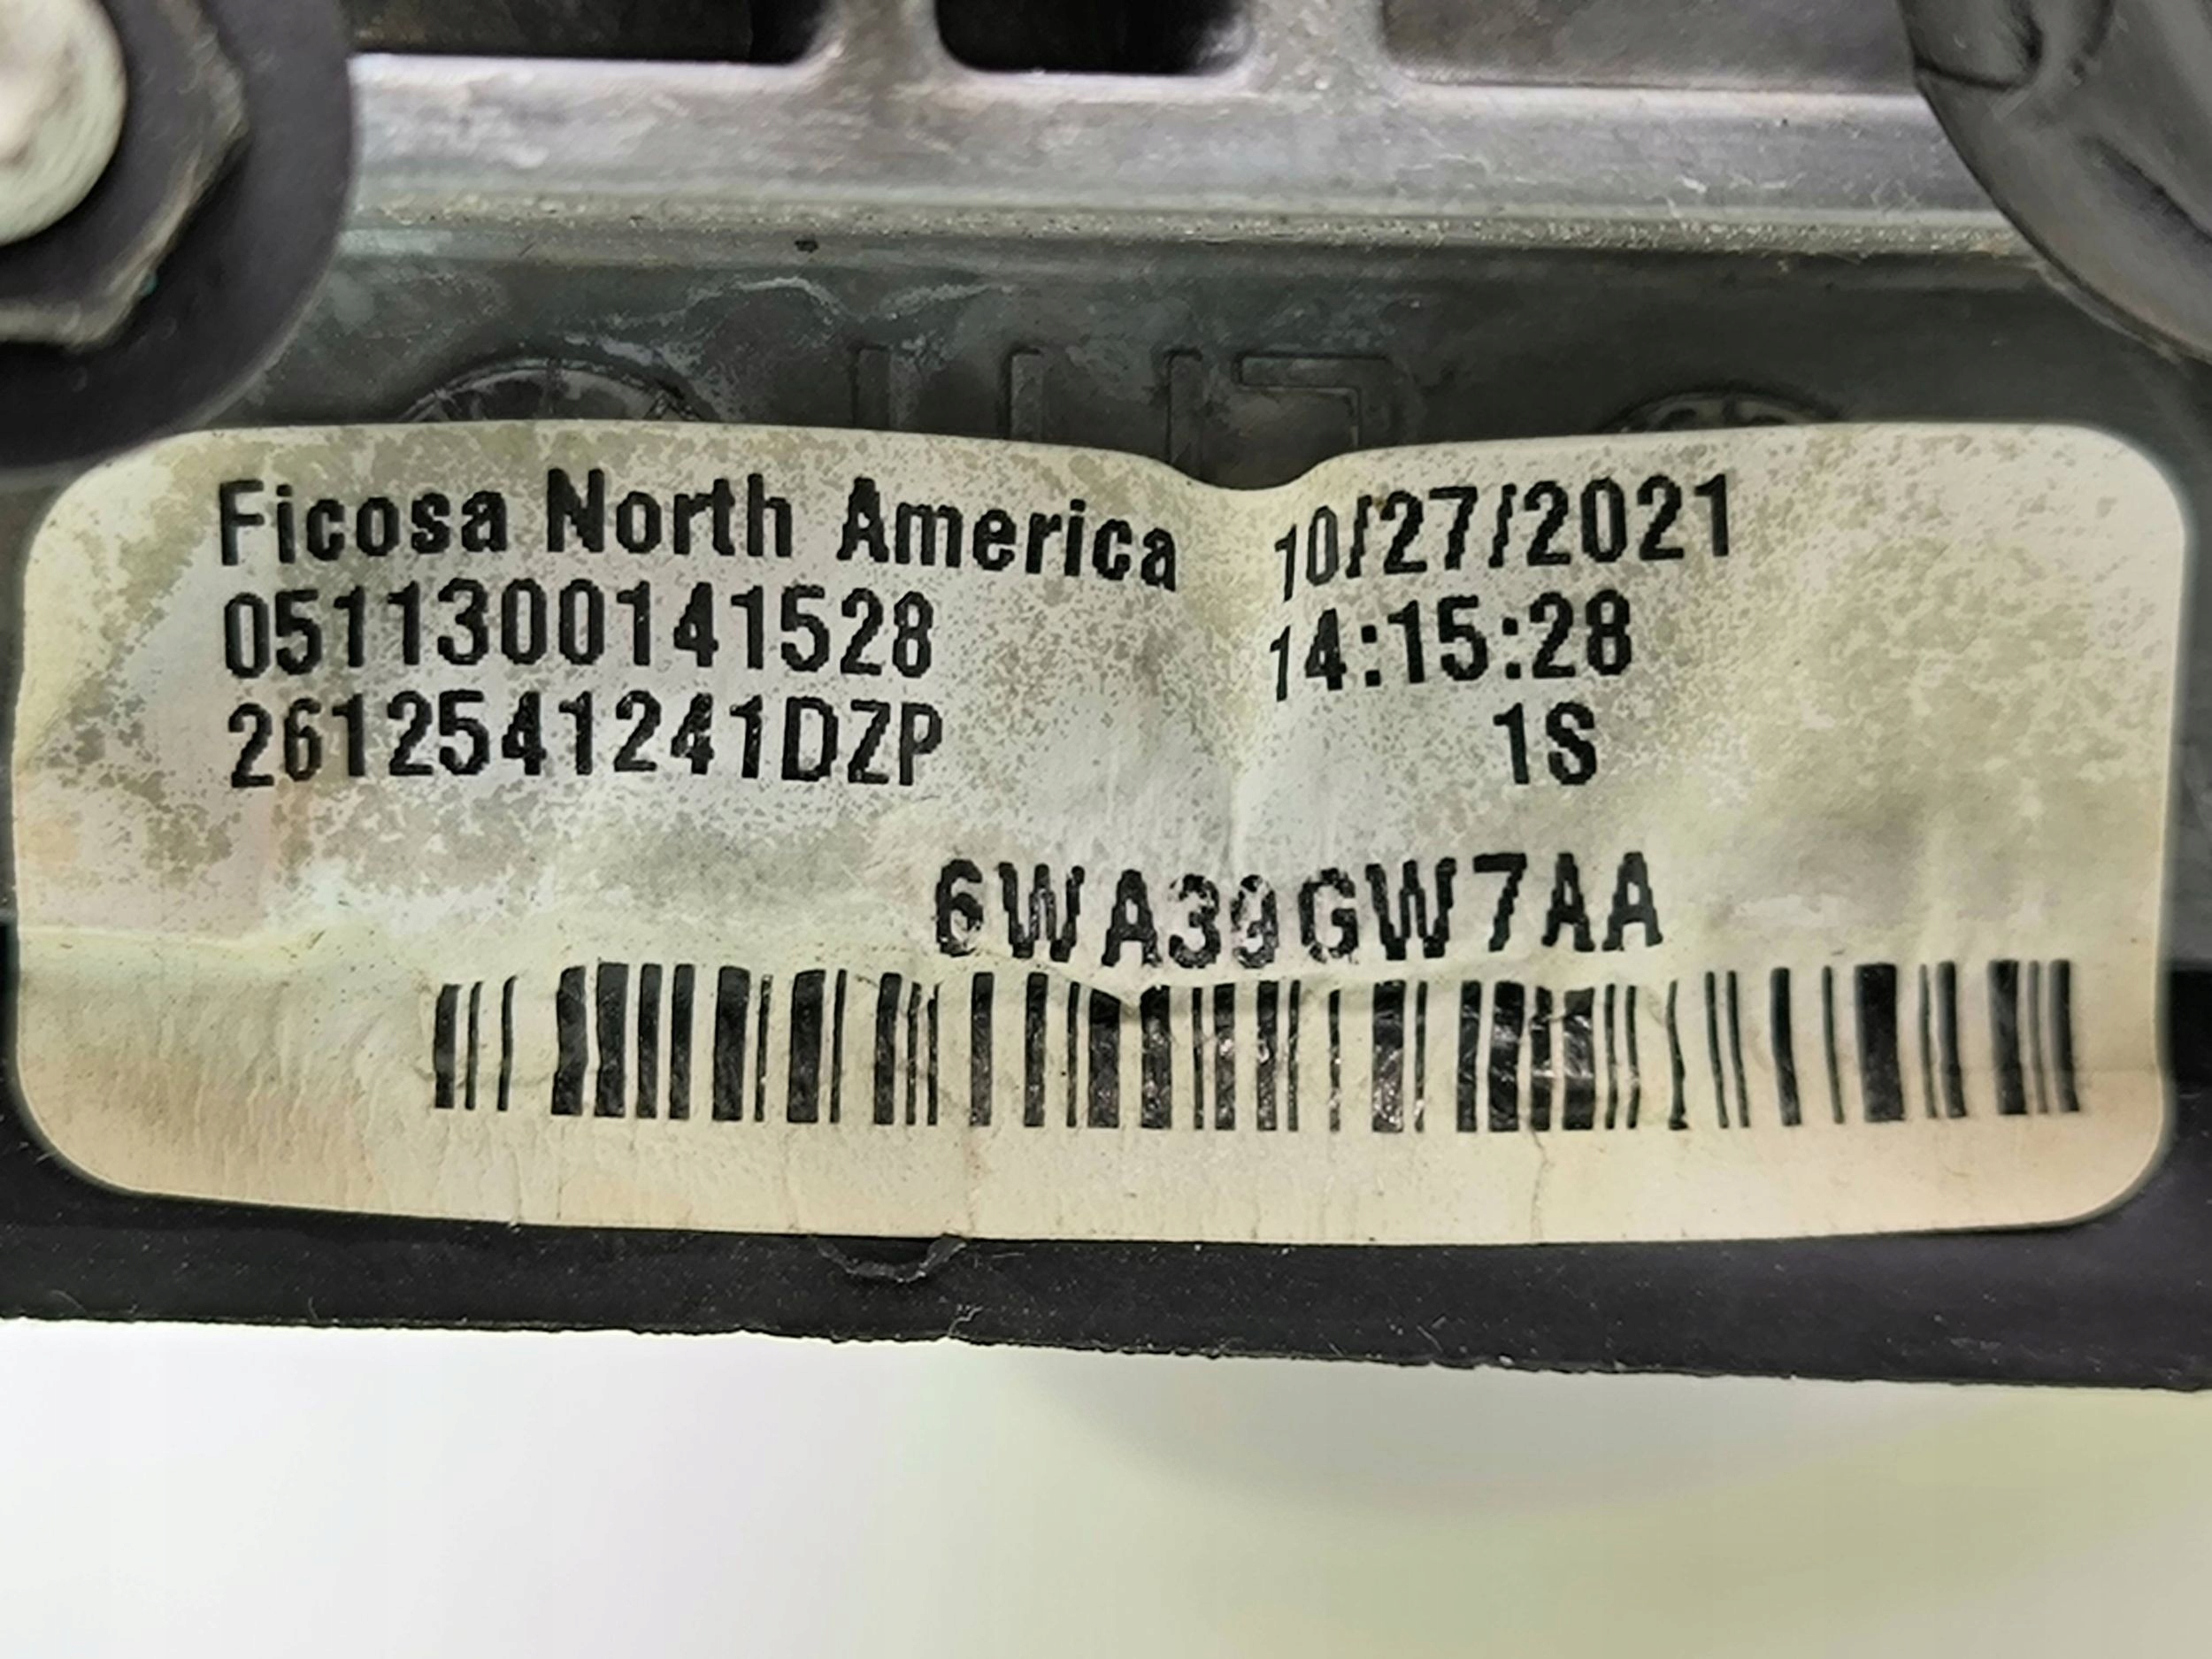 Ficosa North America 10/27/2021
0511300141528 14:15:28
2612541241DZP 1S
6WA39GW7AA